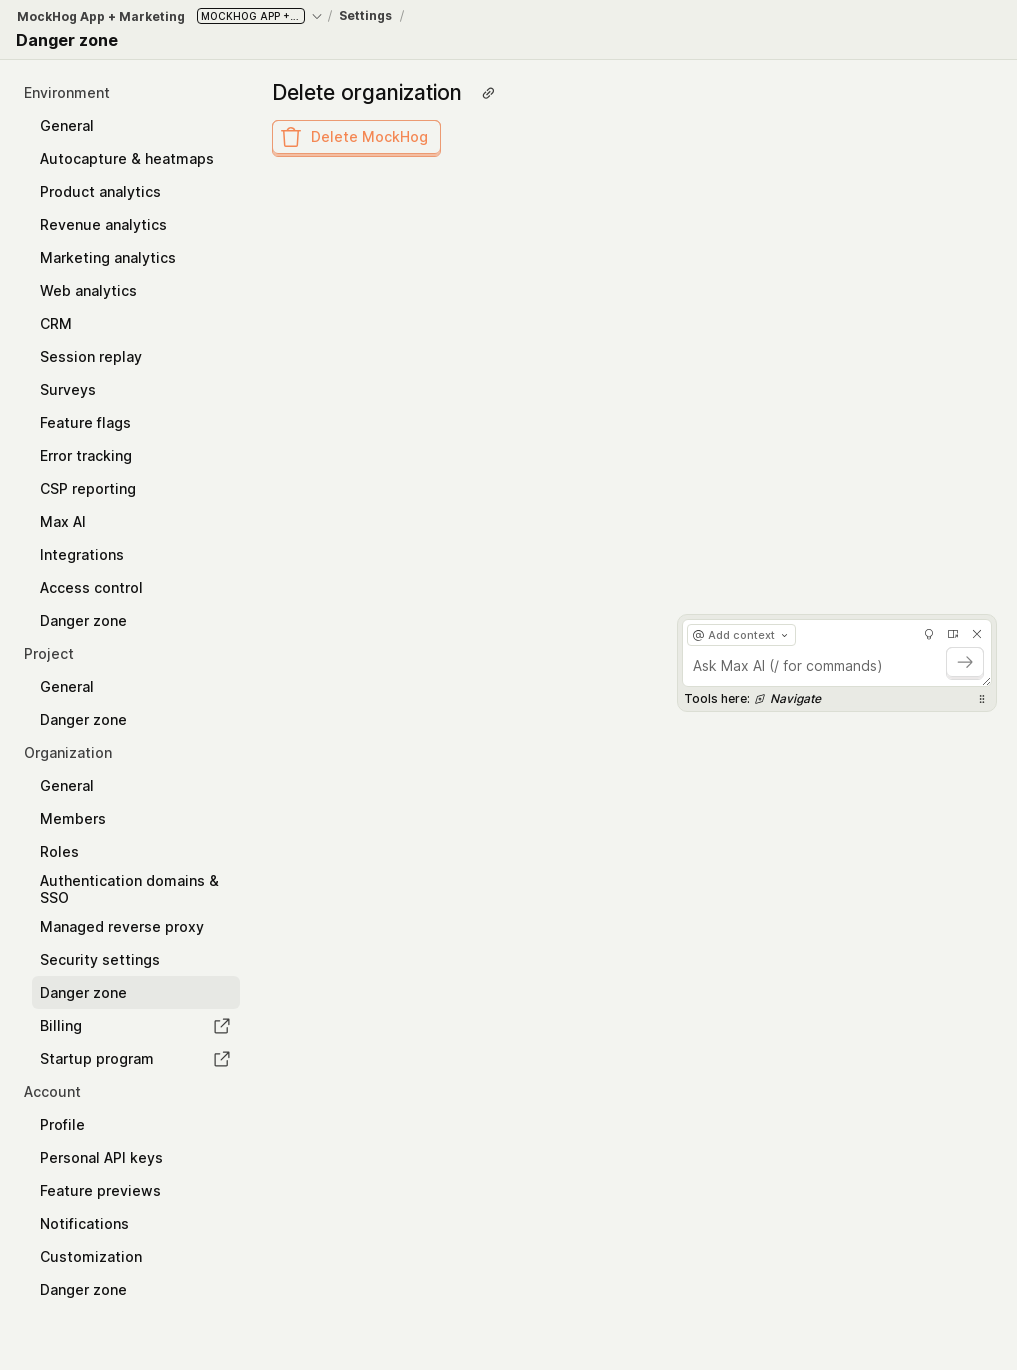 MockHog App + Marketing MOCKHOG APP +... / Settings /
Danger zone
Environment
General
Autocapture & heatmaps
Product analytics
Revenue analytics
Marketing analytics
Web analytics
CRM
Session replay
Surveys
Feature flags
Error tracking
CSP reporting
Max AI
Integrations
Access control
Danger zone
Project
General
Danger zone
Organization
General
Members
Roles
Authentication domains &
SSO
Managed reverse proxy
Security settings
Danger zone
Billing
Startup program
Account
Profile
Personal API keys
Feature previews
Notifications
Customization
Danger zone
Delete organization
Delete MockHog
@ Add context
Ask Max AI (/ for commands)
Tools here: Navigate